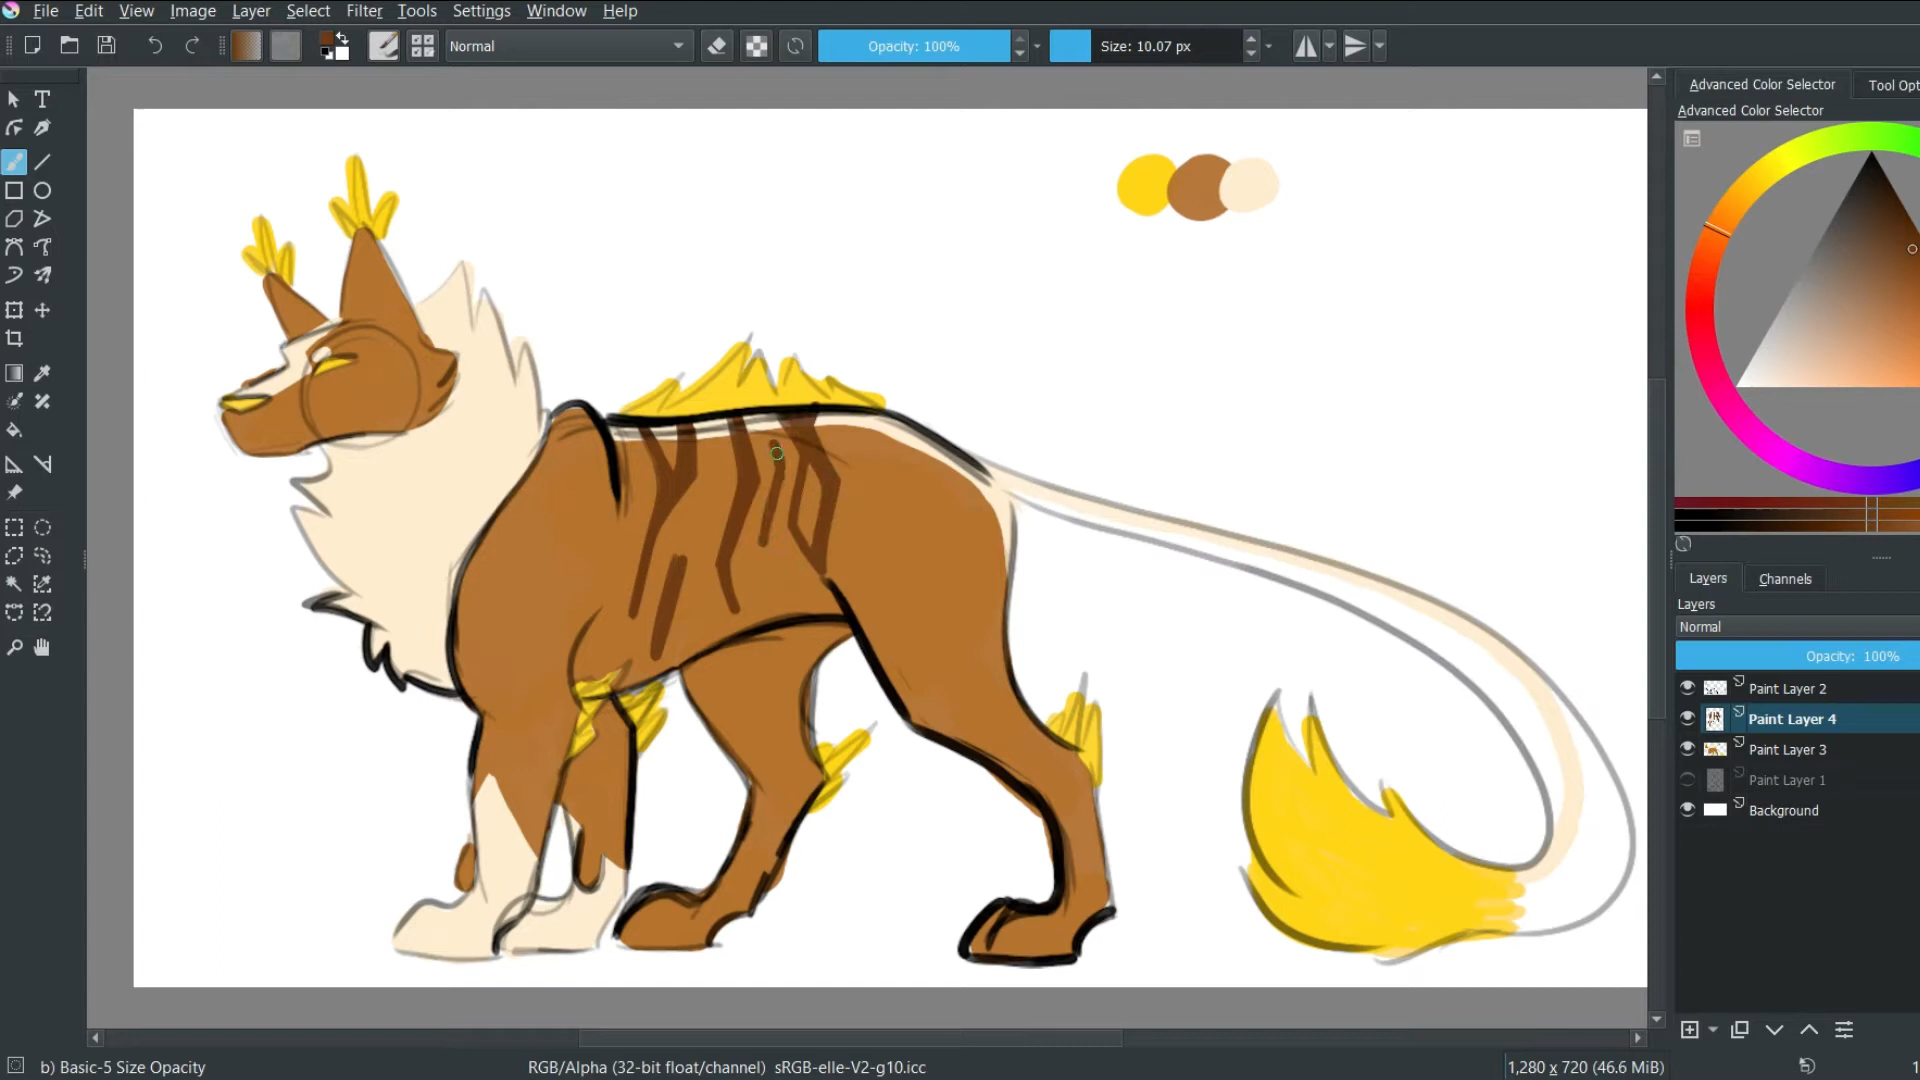 File Edit View Image Layer Select Filter Tools Settings Window Help
Normal Opacity: 100% Size: 10.07 px
Advanced Color Selector Tool Opt
Advanced Color Selector
Layers Channels
Layers
Normal
Opacity: 100%
Paint Layer 2
Paint Layer 4
Paint Layer 3
Paint Layer 1
Background
b) Basic-5 Size Opacity RGB/Alpha (32-bit float/channel) sRGB-elle-V2-g10.icc 1,280 x 720 (46.6 MiB) 1